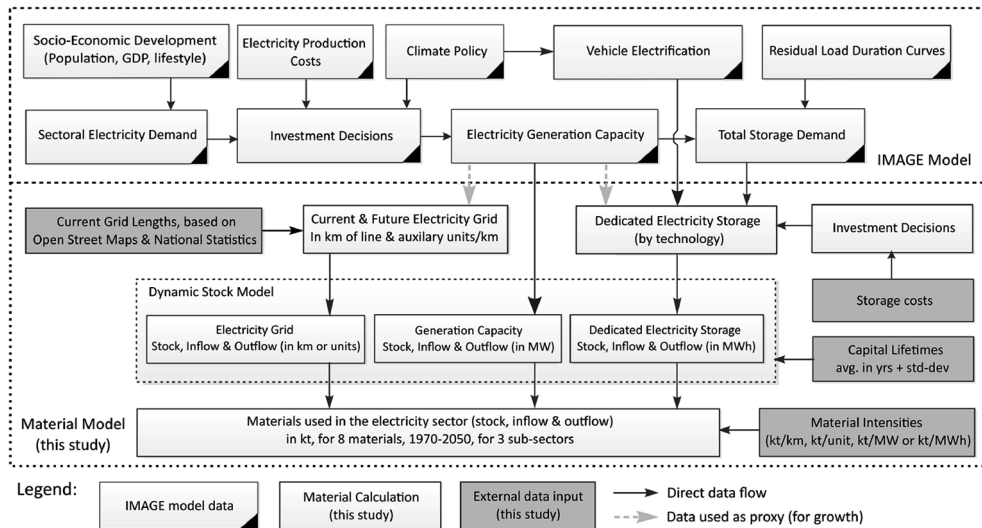 Socio-Economic Development
(Population, GDP, lifestyle)
Electricity Production
Costs
Climate Policy
Vehicle Electrification
Residual Load Duration Curves
Sectoral Electricity Demand
Investment Decisions
Electricity Generation Capacity
Total Storage Demand
IMAGE Model
Current Grid Lengths, based on
Open Street Maps & National Statistics
Current & Future Electricity Grid
In km of line & auxilary units/km
Dedicated Electricity Storage
(by technology)
Investment Decisions
Storage costs
Dynamic Stock Model
Electricity Grid
Stock, Inflow & Outflow (in km or units)
Generation Capacity
Stock, Inflow & Outflow (in MW)
Dedicated Electricity Storage
Stock, Inflow & Outflow (in MWh)
Capital Lifetimes
avg. in yrs + std-dev
Material Model
(this study)
Materials used in the electricity sector (stock, inflow & outflow)
in kt, for 8 materials, 1970-2050, for 3 sub-sectors
Material Intensities
(kt/km, kt/unit, kt/MW or kt/MWh)
Legend:
IMAGE model data
Material Calculation
(this study)
External data input
(this study)
Direct data flow
Data used as proxy (for growth)